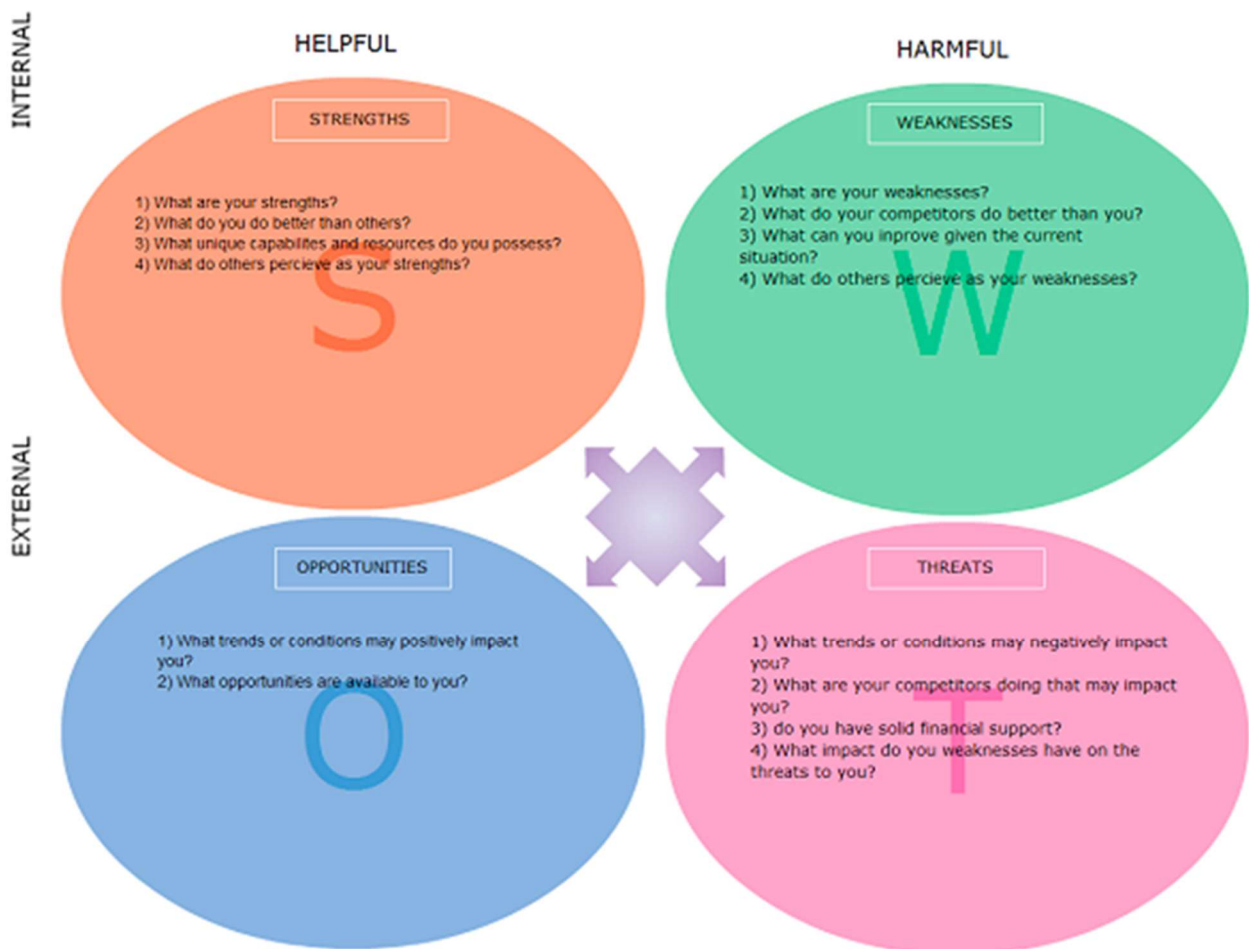 HELPFUL
HARMFUL
INTERNAL
STRENGTHS
1) What are your strengths?
2) What do you do better than others?
3) What unique capabilites and resources do you possess?
4) What do others percieve as your strengths?
S
WEAKNESSES
1) What are your weaknesses?
2) What do your competitors do better than you?
3) What can you inprove given the current
situation?
4) What do others percieve as your weaknesses?
W
EXTERNAL
OPPORTUNITIES
1) What trends or conditions may positively impact
you?
2) What opportunities are available to you?
O
THREATS
1) What trends or conditions may negatively impact
you?
2) What are your competitors doing that may impact
you?
3) do you have solid financial support?
4) What impact do you weaknesses have on the
threats to you?
T